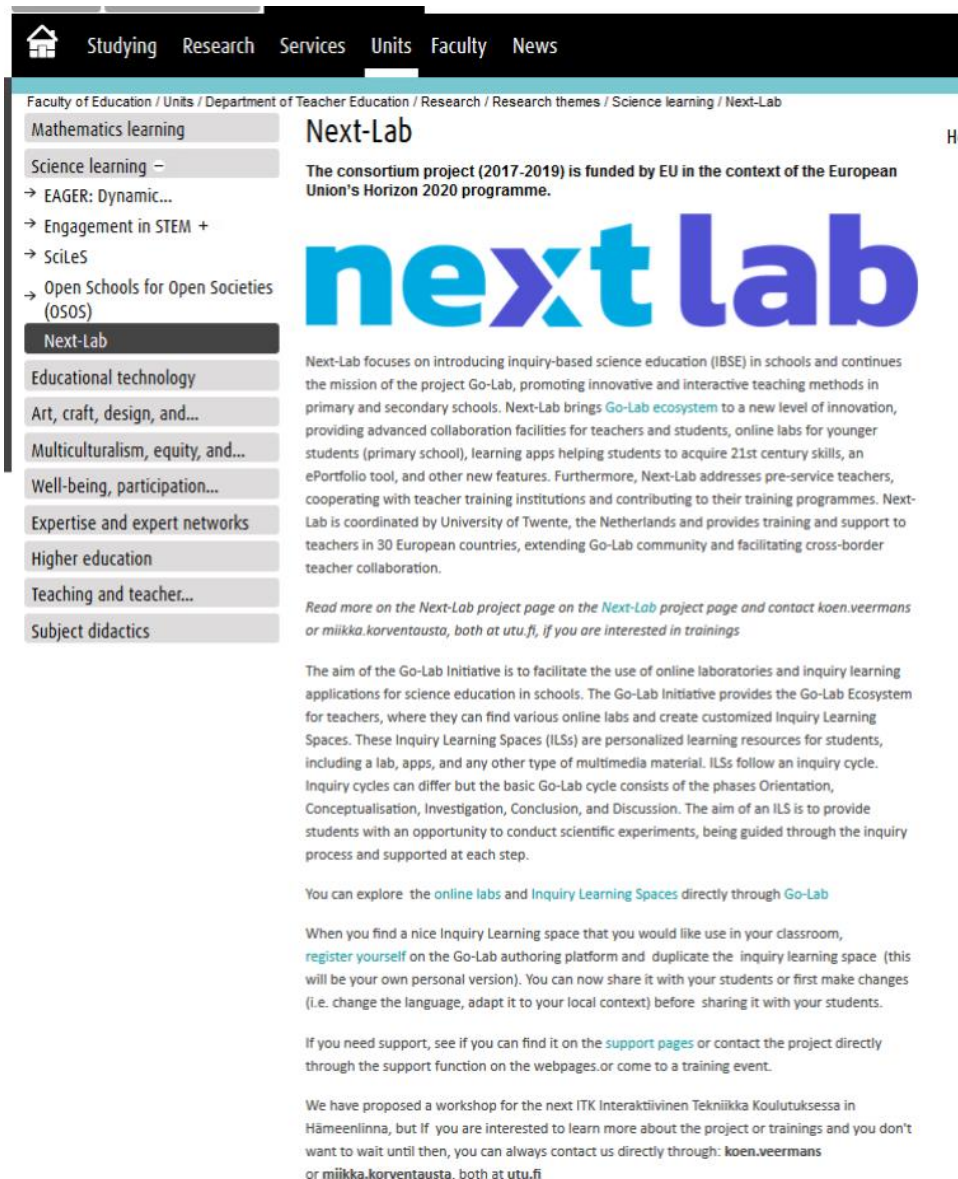 Studying Research Services Units Faculty News
Faculty of Education / Units / Department of Teacher Education / Research / Research themes / Science learning / Next-Lab
Mathematics learning
Science learning –
→ EAGER: Dynamic...
→ Engagement in STEM +
→ SciLeS
→ Open Schools for Open Societies
(OSOS)
Next-Lab
Educational technology
Art, craft, design, and...
Multiculturalism, equity, and...
Well-being, participation...
Expertise and expert networks
Higher education
Teaching and teacher...
Subject didactics
Next-Lab
The consortium project (2017-2019) is funded by EU in the context of the European
Union's Horizon 2020 programme.
next lab
Next-Lab focuses on introducing inquiry-based science education (IBSE) in schools and continues
the mission of the project Go-Lab, promoting innovative and interactive teaching methods in
primary and secondary schools. Next-Lab brings Go-Lab ecosystem to a new level of innovation,
providing advanced collaboration facilities for teachers and students, online labs for younger
students (primary school), learning apps helping students to acquire 21st century skills, an
ePortfolio tool, and other new features. Furthermore, Next-Lab addresses pre-service teachers,
cooperating with teacher training institutions and contributing to their training programmes. Next-
Lab is coordinated by University of Twente, the Netherlands and provides training and support to
teachers in 30 European countries, extending Go-Lab community and facilitating cross-border
teacher collaboration.
Read more on the Next-Lab project page on the Next-Lab project page and contact koen.veermans
or miikka.korventausta, both at utu.fi, if you are interested in trainings
The aim of the Go-Lab Initiative is to facilitate the use of online laboratories and inquiry learning
applications for science education in schools. The Go-Lab Initiative provides the Go-Lab Ecosystem
for teachers, where they can find various online labs and create customized Inquiry Learning
Spaces. These Inquiry Learning Spaces (ILSs) are personalized learning resources for students,
including a lab, apps, and any other type of multimedia material. ILSs follow an inquiry cycle.
Inquiry cycles can differ but the basic Go-Lab cycle consists of the phases Orientation,
Conceptualisation, Investigation, Conclusion, and Discussion. The aim of an ILS is to provide
students with an opportunity to conduct scientific experiments, being guided through the inquiry
process and supported at each step.
You can explore the online labs and Inquiry Learning Spaces directly through Go-Lab
When you find a nice Inquiry Learning space that you would like use in your classroom,
register yourself on the Go-Lab authoring platform and duplicate the inquiry learning space (this
will be your own personal version). You can now share it with your students or first make changes
(i.e. change the language, adapt it to your local context) before sharing it with your students.
If you need support, see if you can find it on the support pages or contact the project directly
through the support function on the webpages.or come to a training event.
We have proposed a workshop for the next ITK Interaktiivinen Tekniikka Koulutuksessa in
Hämeenlinna, but If you are interested to learn more about the project or trainings and you don't
want to wait until then, you can always contact us directly through: koen.veermans
or miikka.korventausta, both at utu.fi